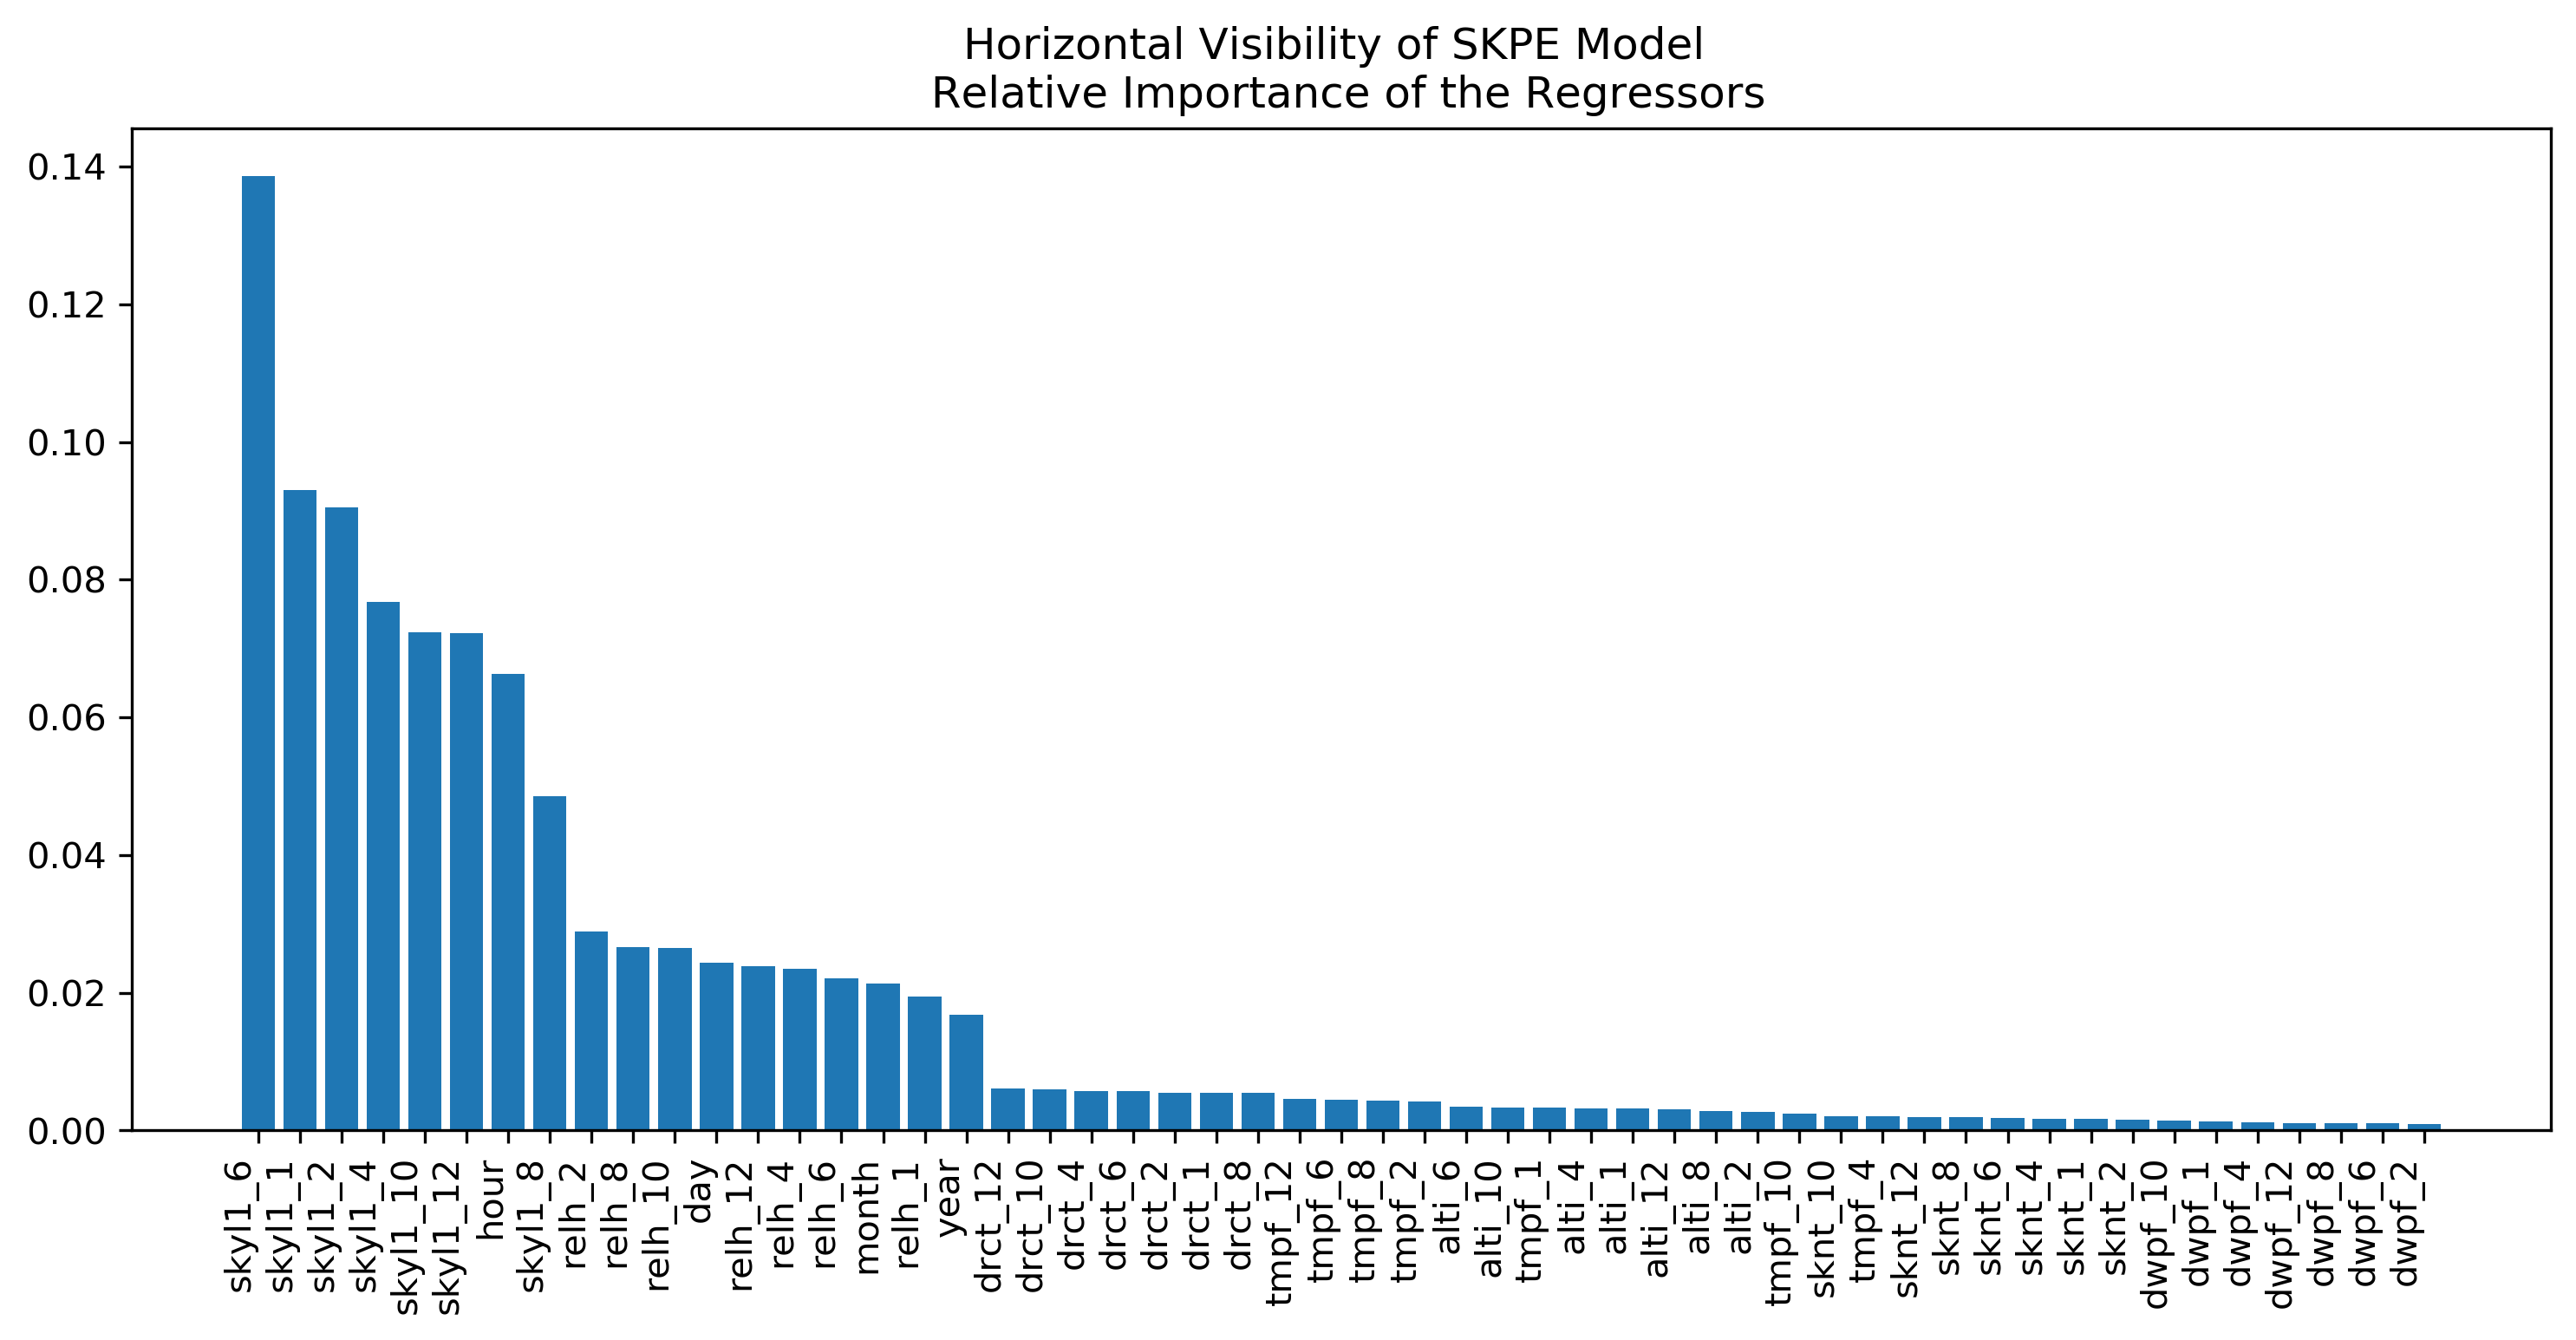 Horizontal Visibility of SKPE Model
Relative Importance of the Regressors
0.14
0.12
0.10
0.08
0.06
0.04
0.02
0.00
skyl1_6
skyl1_1
skyl1_2
skyl1_4
skyl1_10
skyl1_12
hour
skyl1_8
relh_2
relh_8
relh_10
day
relh_12
relh_4
relh_6
month
relh_1
year
drct_12
drct_10
drct_4
drct_6
drct_2
drct_1
drct_8
tmpf_12
tmpf_6
tmpf_8
tmpf_2
alti_6
alti_10
tmpf_1
alti_4
alti_1
alti_12
alti_8
alti_2
tmpf_10
sknt_10
tmpf_4
sknt_12
sknt_8
sknt_6
sknt_4
sknt_1
sknt_2
dwpf_10
dwpf_1
dwpf_4
dwpf_12
dwpf_8
dwpf_6
dwpf_2